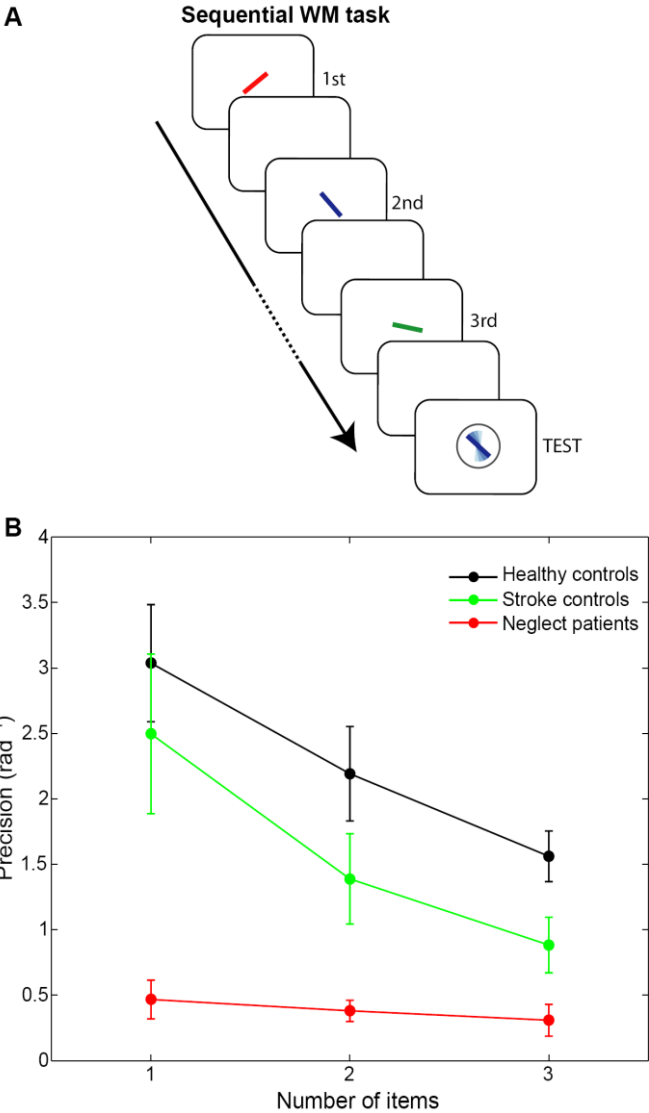 A
Sequential WM task
1st
2nd
3rd
TEST
B
4
3.5
3
2.5
2
1.5
1
0.5
0
Precision (rad⁻¹)
Healthy controls
Stroke controls
Neglect patients
1 2 3
Number of items